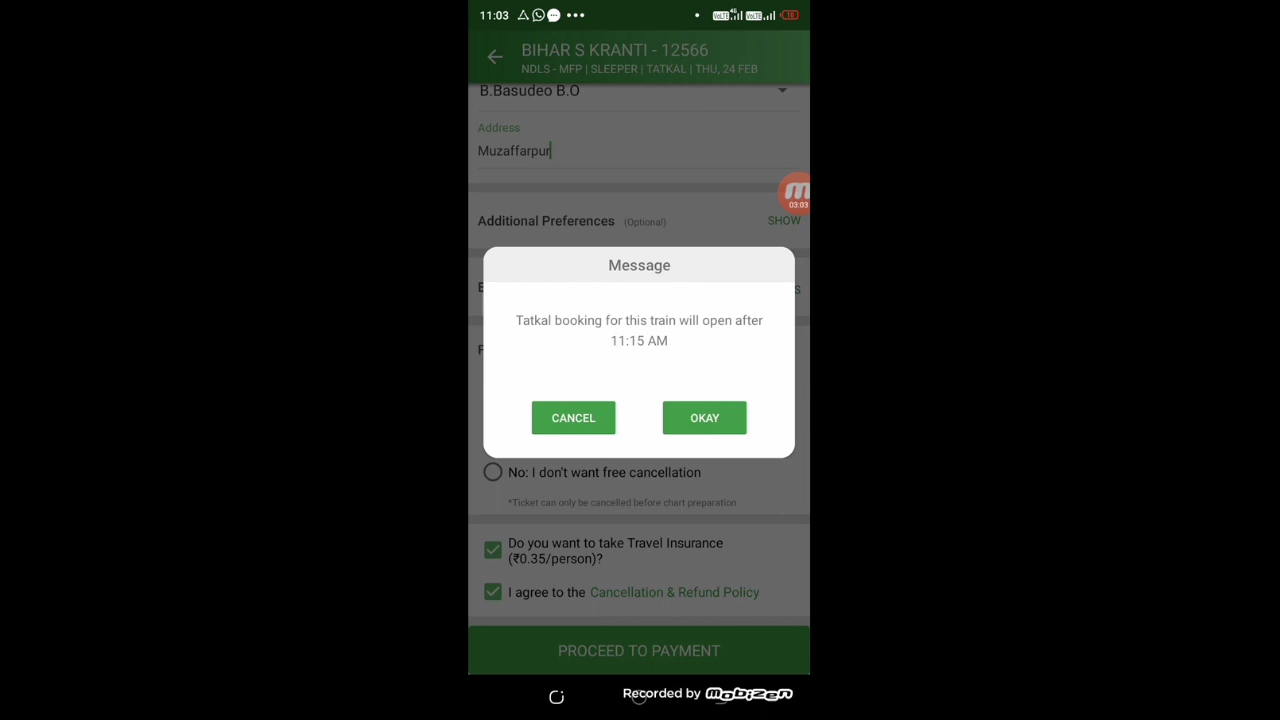 11:03
BIHAR S KRANTI - 12566
NDLS - MFP | SLEEPER | TATKAL | THU, 24 FEB
B.Basudeo B.O
Address
Muzaffarpur
03:03
Additional Preferences (Optional) SHOW
Message
Tatkal booking for this train will open after
11:15 AM
CANCEL OKAY
No: I don't want free cancellation
*Ticket can only be cancelled before chart preparation
Do you want to take Travel Insurance
(₹0.35/person)?
I agree to the Cancellation & Refund Policy
PROCEED TO PAYMENT
Recorded by mobizen